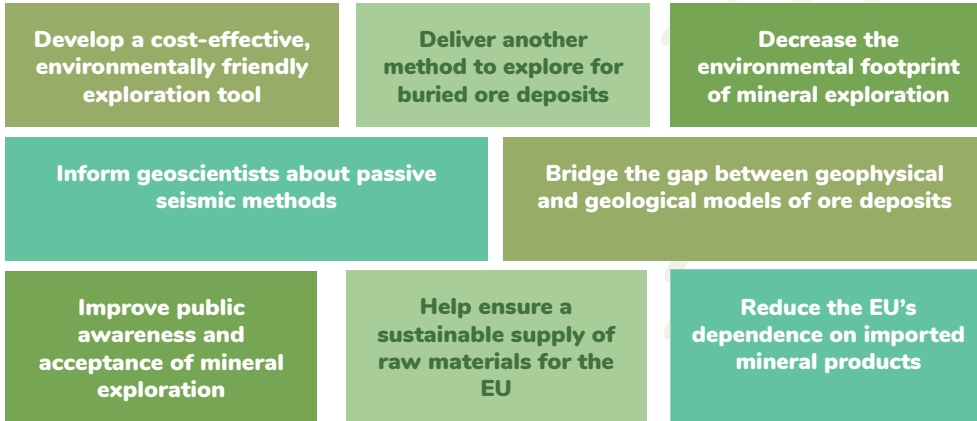 Develop a cost-effective,
environmentally friendly
exploration tool
Deliver another
method to explore for
buried ore deposits
Decrease the
environmental footprint
of mineral exploration
Inform geoscientists about passive
seismic methods
Bridge the gap between geophysical
and geological models of ore deposits
Improve public
awareness and
acceptance of mineral
exploration
Help ensure a
sustainable supply of
raw materials for the
EU
Reduce the EU’s
dependence on imported
mineral products